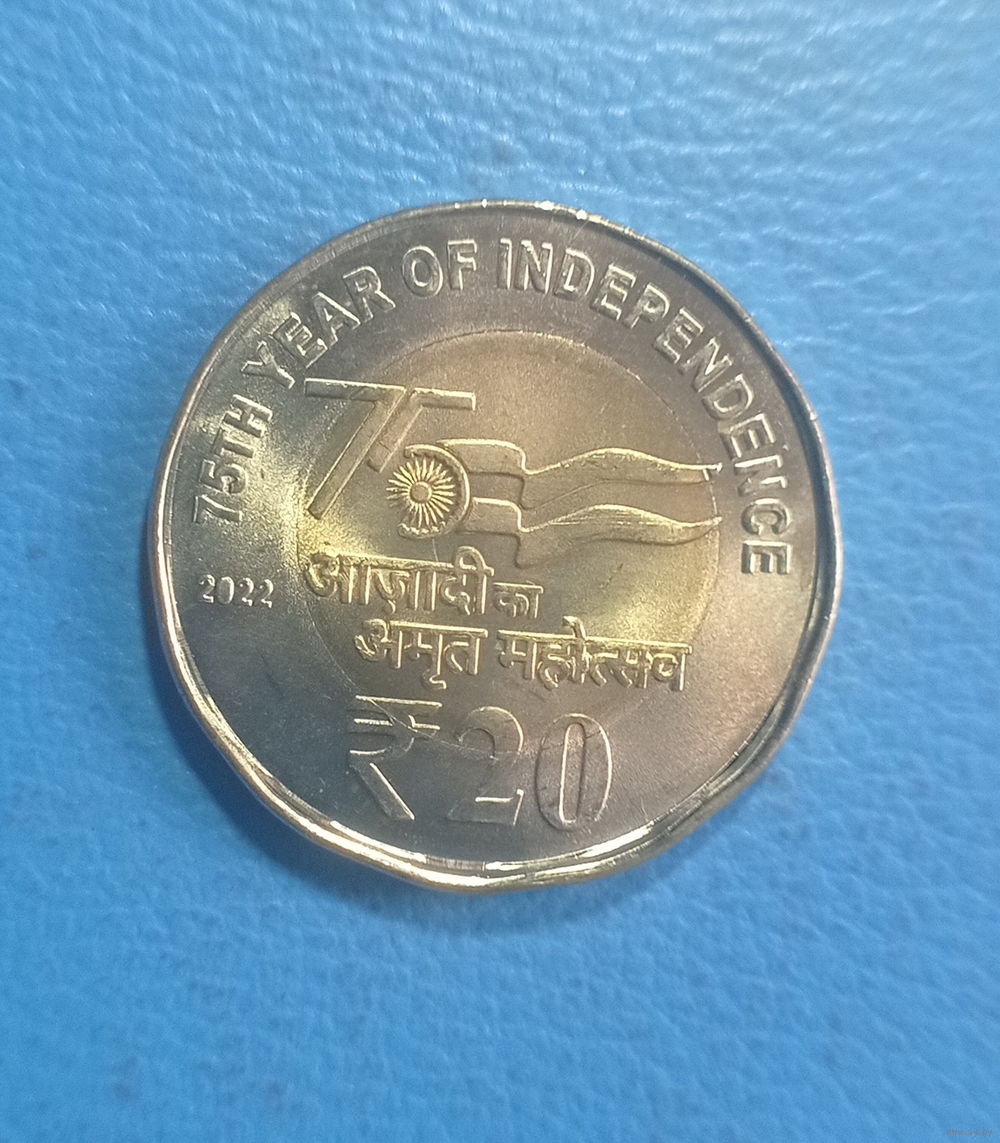 75TH YEAR OF INDEPENDENCE
75
2022
आज़ादी का
अमृत महोत्सव
₹ 20